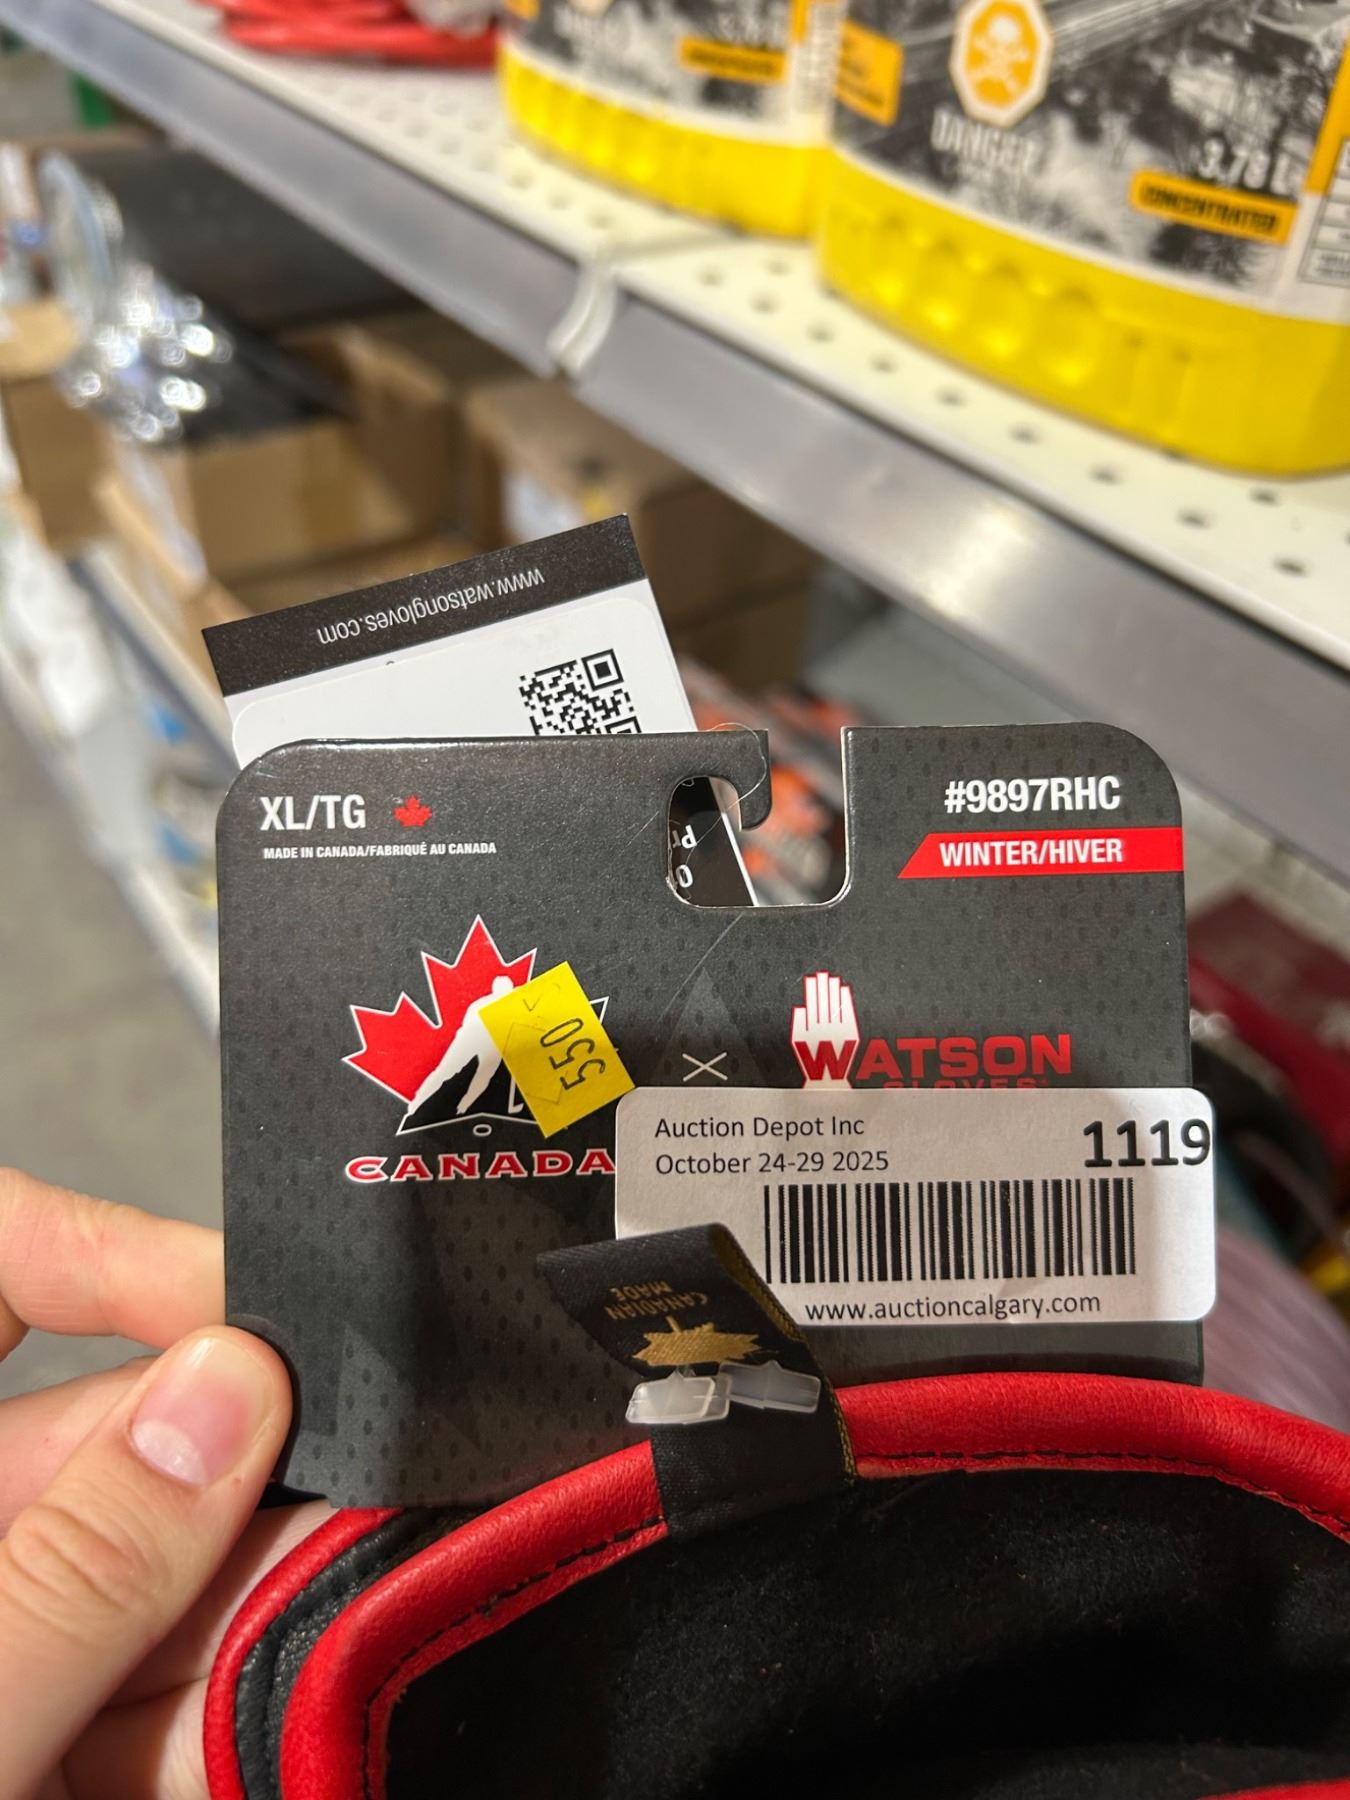 DANGER
3,78 L
CONCENTRATED
www.watsongloves.com
XL/TG
MADE IN CANADA/FABRIQUÉ AU CANADA
#9897RHC
WINTER/HIVER
550
CANADA
X
WATSON
GLOVES
Auction Depot Inc
October 24-29 2025
1119
www.auctioncalgary.com
CANADIAN
MADE